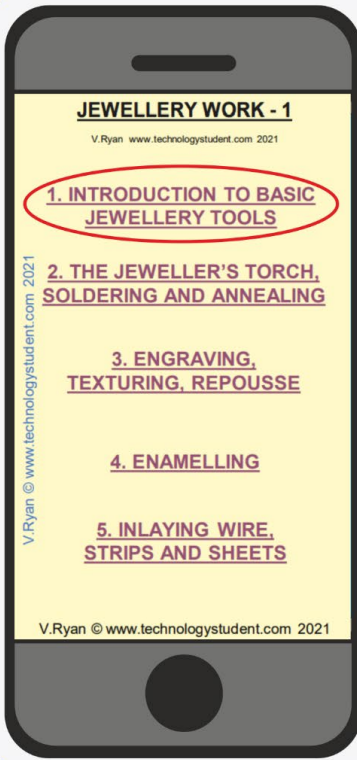 JEWELLERY WORK - 1
V.Ryan www.technologystudent.com 2021
1. INTRODUCTION TO BASIC
JEWELLERY TOOLS
2. THE JEWELLER'S TORCH,
SOLDERING AND ANNEALING
3. ENGRAVING,
TEXTURING, REPOUSSE
4. ENAMELLING
5. INLAYING WIRE,
STRIPS AND SHEETS
V.Ryan © www.technologystudent.com 2021
V.Ryan © www.technologystudent.com 2021